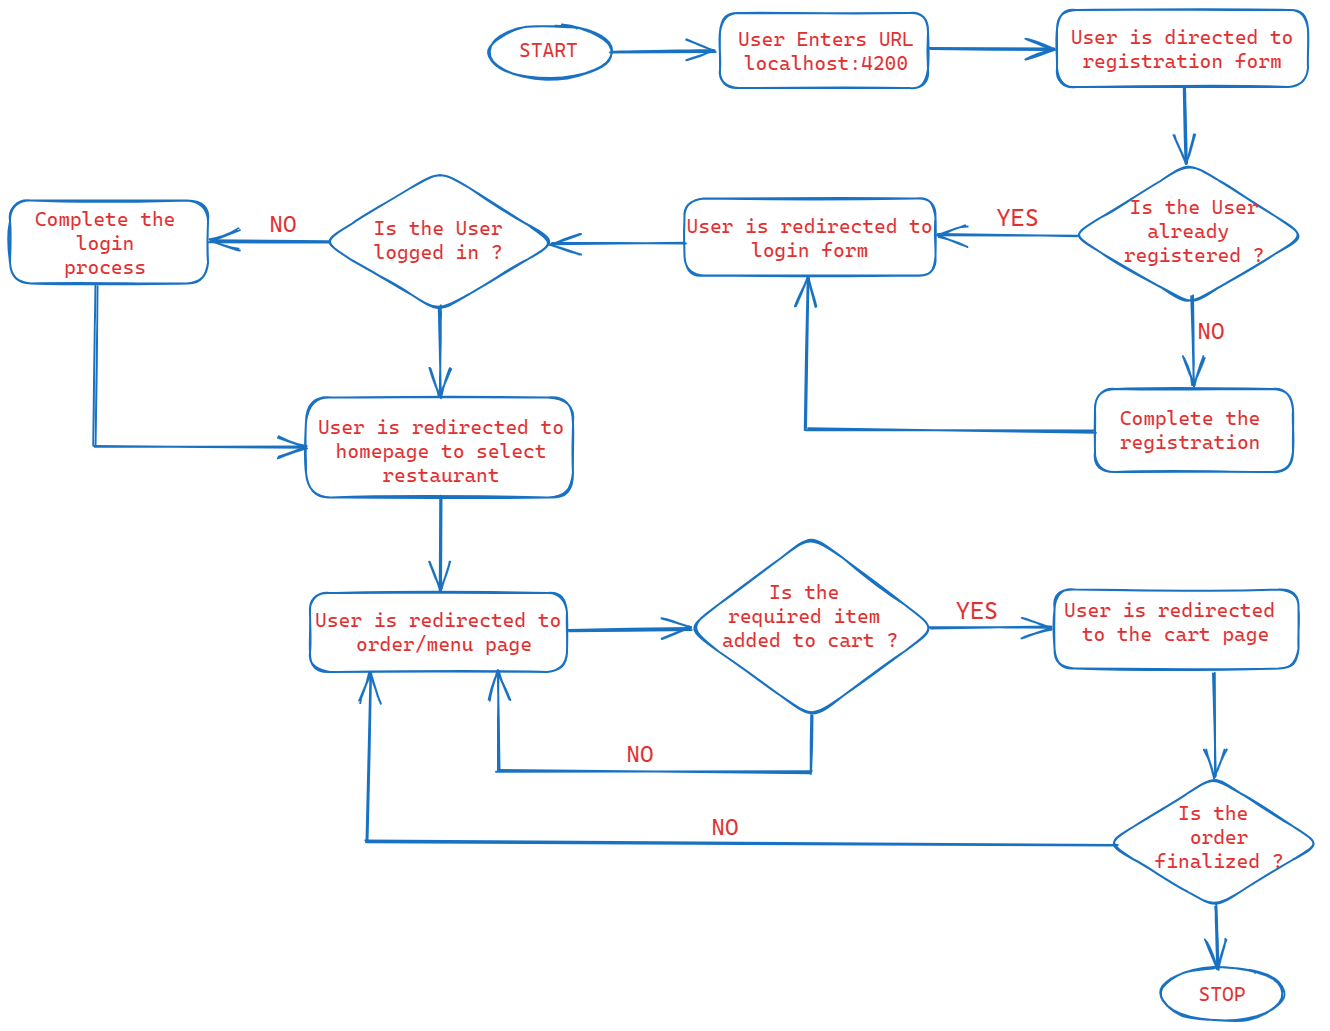 START
User Enters URL
localhost:4200
User is directed to
registration form
Is the User
already
registered ?
YES
NO
Complete the
registration
User is redirected to
login form
Is the User
logged in ?
NO
Complete the
login
process
User is redirected to
homepage to select
restaurant
User is redirected to
order/menu page
Is the
required item
added to cart ?
YES
NO
User is redirected
to the cart page
Is the
order
finalized ?
NO
STOP